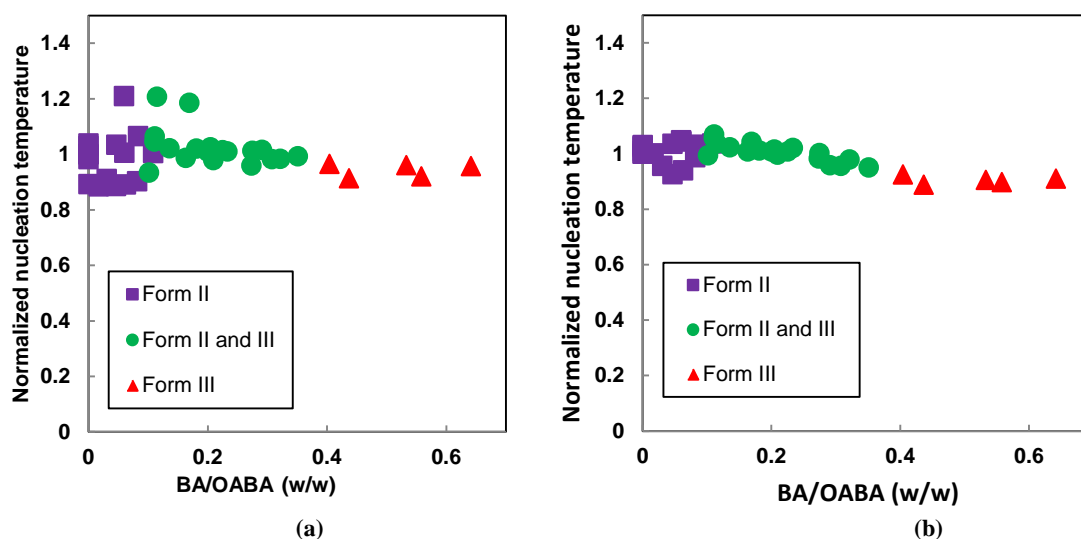 Normalized nucleation temperature
1.4
1.2
1
0.8
0.6
0.4
0.2
0
Form II
Form II and III
Form III
0 0.2 0.4 0.6
BA/OABA (w/w)
(a)
Normalized nucleation temperature
1.4
1.2
1
0.8
0.6
0.4
0.2
0
Form II
Form II and III
Form III
0 0.2 0.4 0.6
BA/OABA (w/w)
(b)